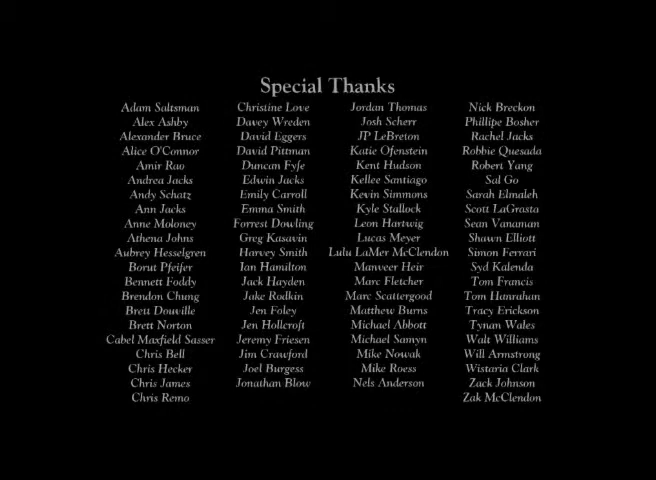 Special Thanks
Adam Saltsman
Alex Ashby
Alexander Bruce
Alice O'Connor
Amir Rao
Andrea Jacks
Andy Schatz
Ann Jacks
Anne Moloney
Athena Johns
Aubrey Hesselgren
Borut Pfeifer
Bennett Foddy
Brendon Chung
Brett Douville
Brett Norton
Cabel Maxfield Sasser
Chris Bell
Chris Hecker
Chris James
Chris Remo
Christine Love
Davey Wreden
David Eggers
David Pittman
Duncan Fyfe
Edwin Jacks
Emily Carroll
Emma Smith
Forrest Dowling
Greg Kasavin
Harvey Smith
Ian Hamilton
Jack Hayden
Jake Rodkin
Jen Foley
Jen Hollcroft
Jeremy Friesen
Jim Crawford
Joel Burgess
Jonathan Blow
Jordan Thomas
Josh Scherr
JP LeBreton
Katie Ofenstein
Kent Hudson
Kellee Santiago
Kevin Simmons
Kyle Stallock
Leon Hartwig
Lucas Meyer
Lulu LaMer McClendon
Manveer Heir
Marc Fletcher
Marc Scattergood
Matthew Burns
Michael Abbott
Michael Samyn
Mike Nowak
Mike Roess
Nels Anderson
Nick Breckon
Phillipe Bosher
Rachel Jacks
Robbie Quesada
Robert Yang
Sal Go
Sarah Elmaleh
Scott LaGrasta
Sean Vanaman
Shawn Elliott
Simon Ferrari
Syd Kalenda
Tom Francis
Tom Hanrahan
Tracy Erickson
Tynan Wales
Walt Williams
Will Armstrong
Wistaria Clark
Zack Johnson
Zak McClendon